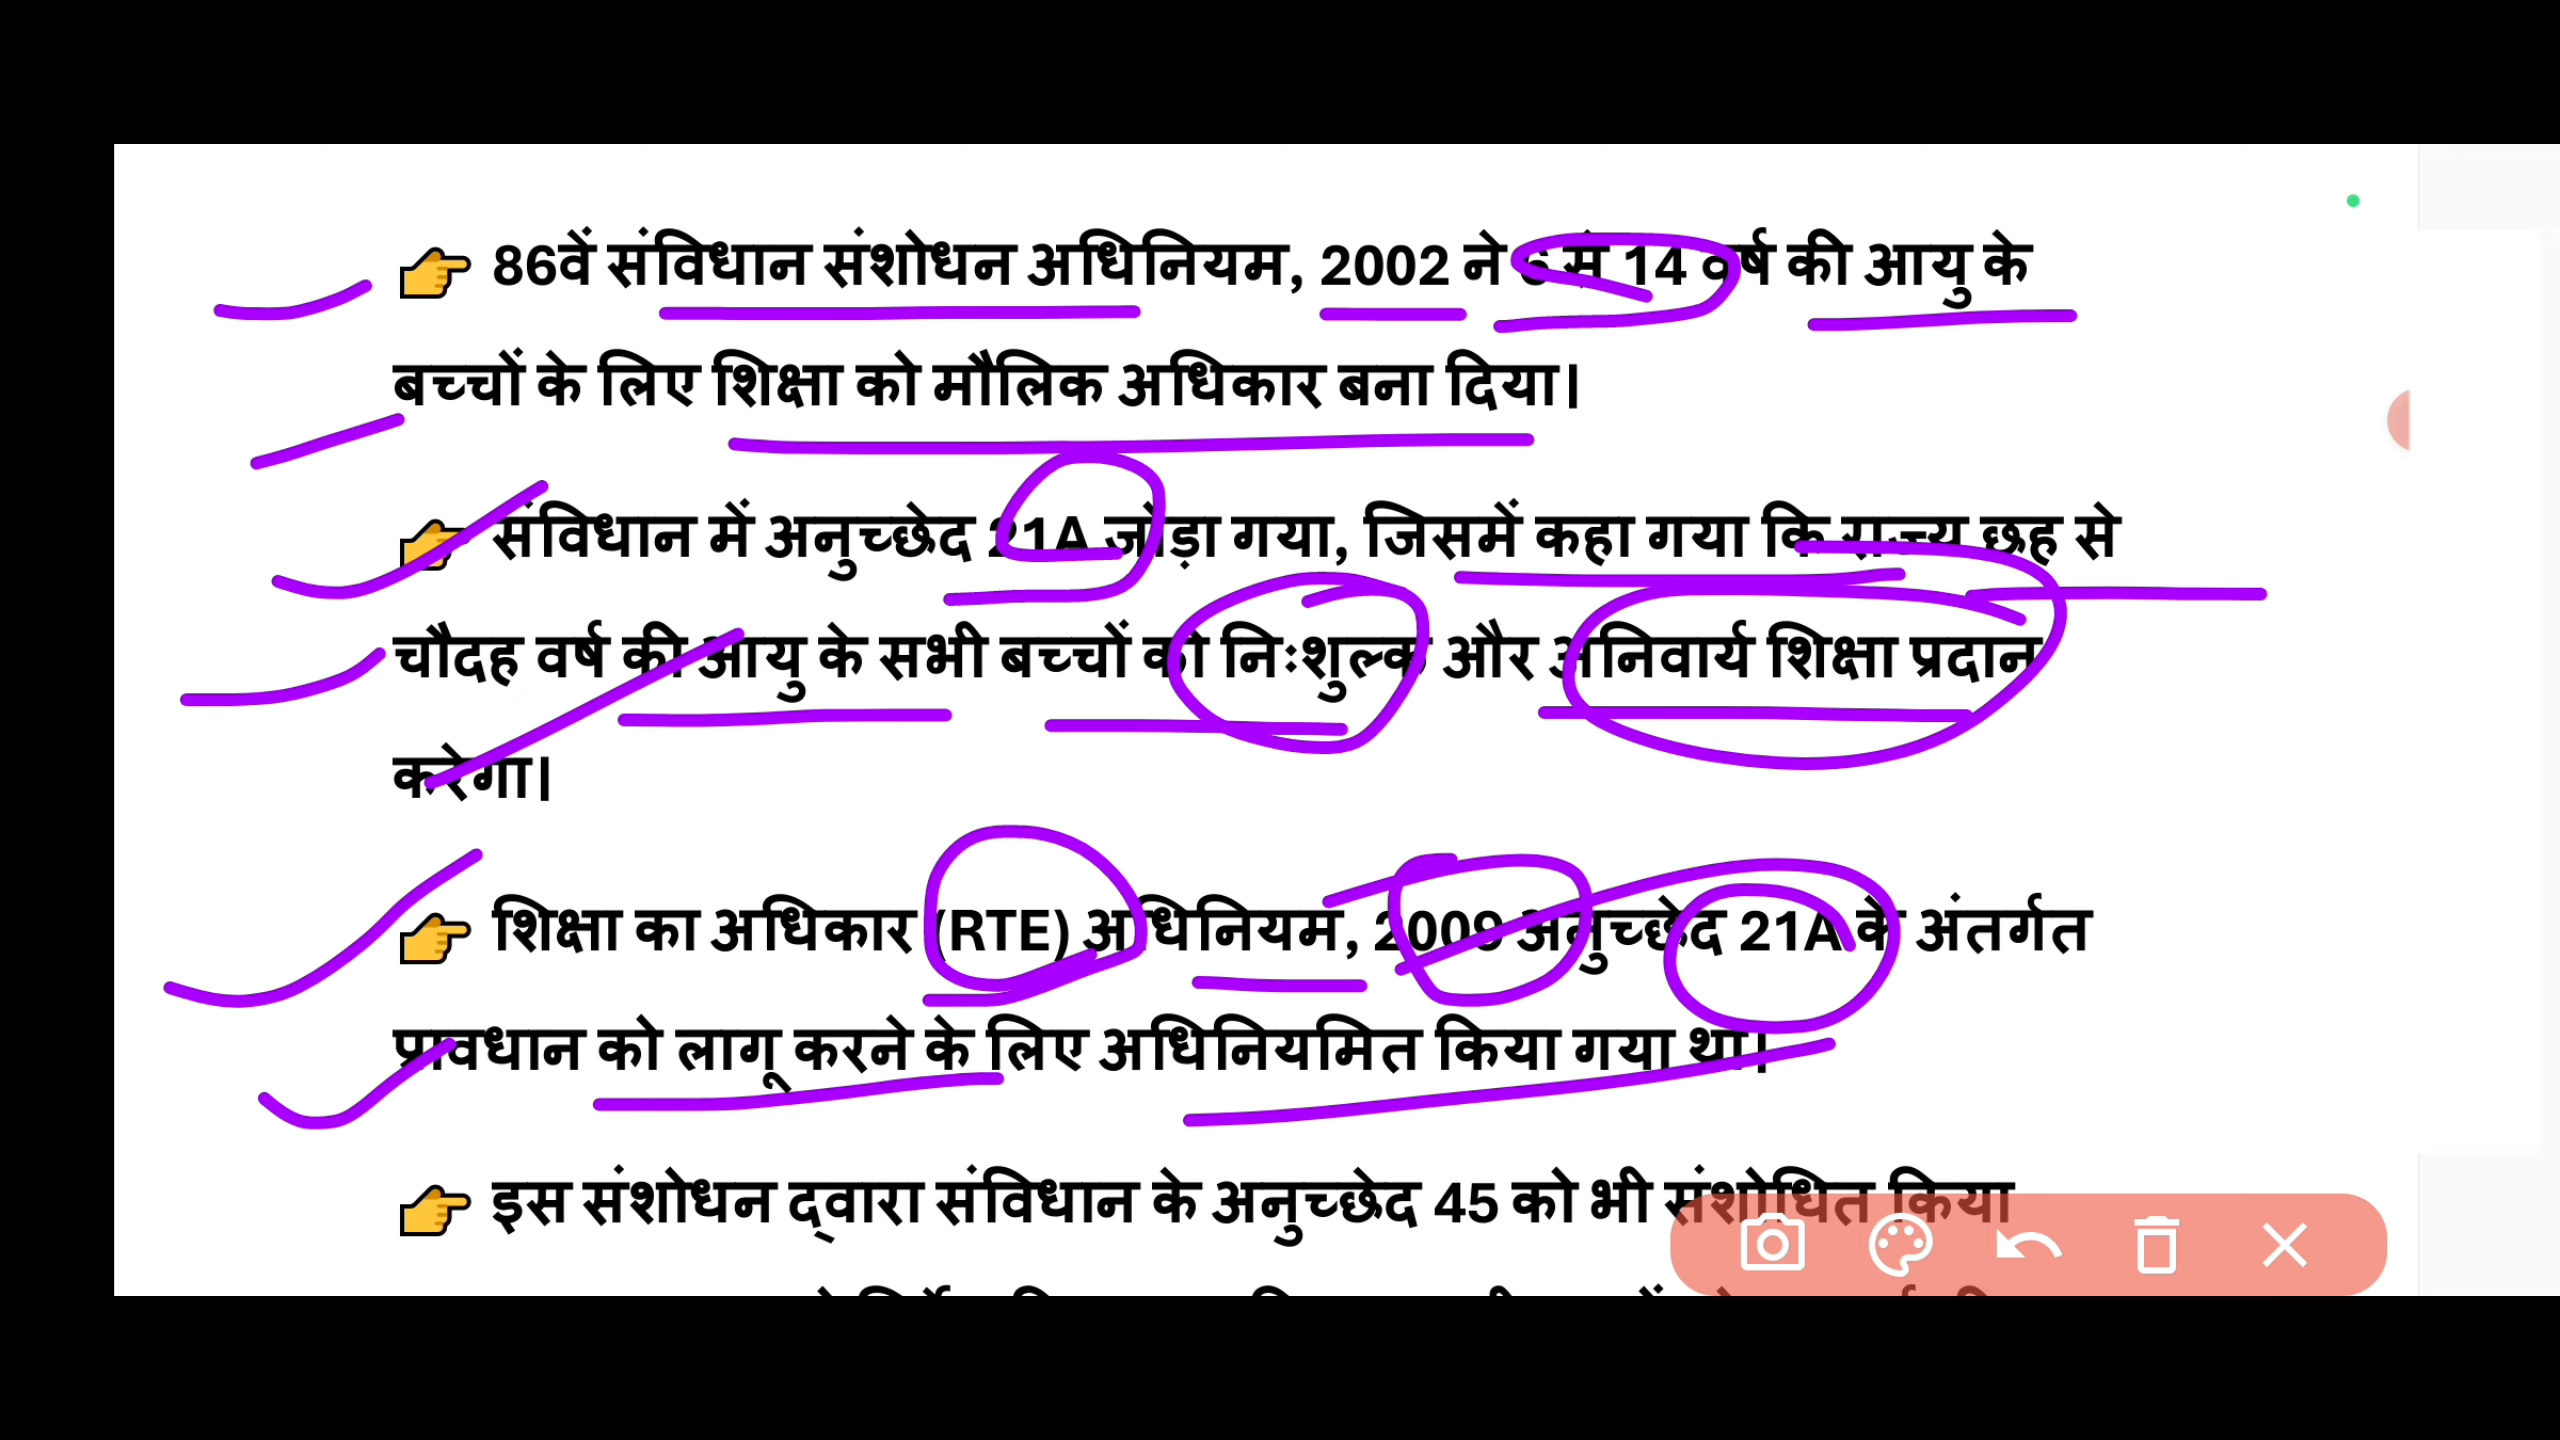 👉 86वें संविधान संशोधन अधिनियम, 2002 ने 6 से 14 वर्ष की आयु के
बच्चों के लिए शिक्षा को मौलिक अधिकार बना दिया।
👉 संविधान में अनुच्छेद 21A जोड़ा गया, जिसमें कहा गया कि राज्य छह से
चौदह वर्ष की आयु के सभी बच्चों को निःशुल्क और अनिवार्य शिक्षा प्रदान
करेगा।
👉 शिक्षा का अधिकार (RTE) अधिनियम, 2009 अनुच्छेद 21A के अंतर्गत
प्रावधान को लागू करने के लिए अधिनियमित किया गया था।
👉 इस संशोधन द्वारा संविधान के अनुच्छेद 45 को भी संशोधित किया